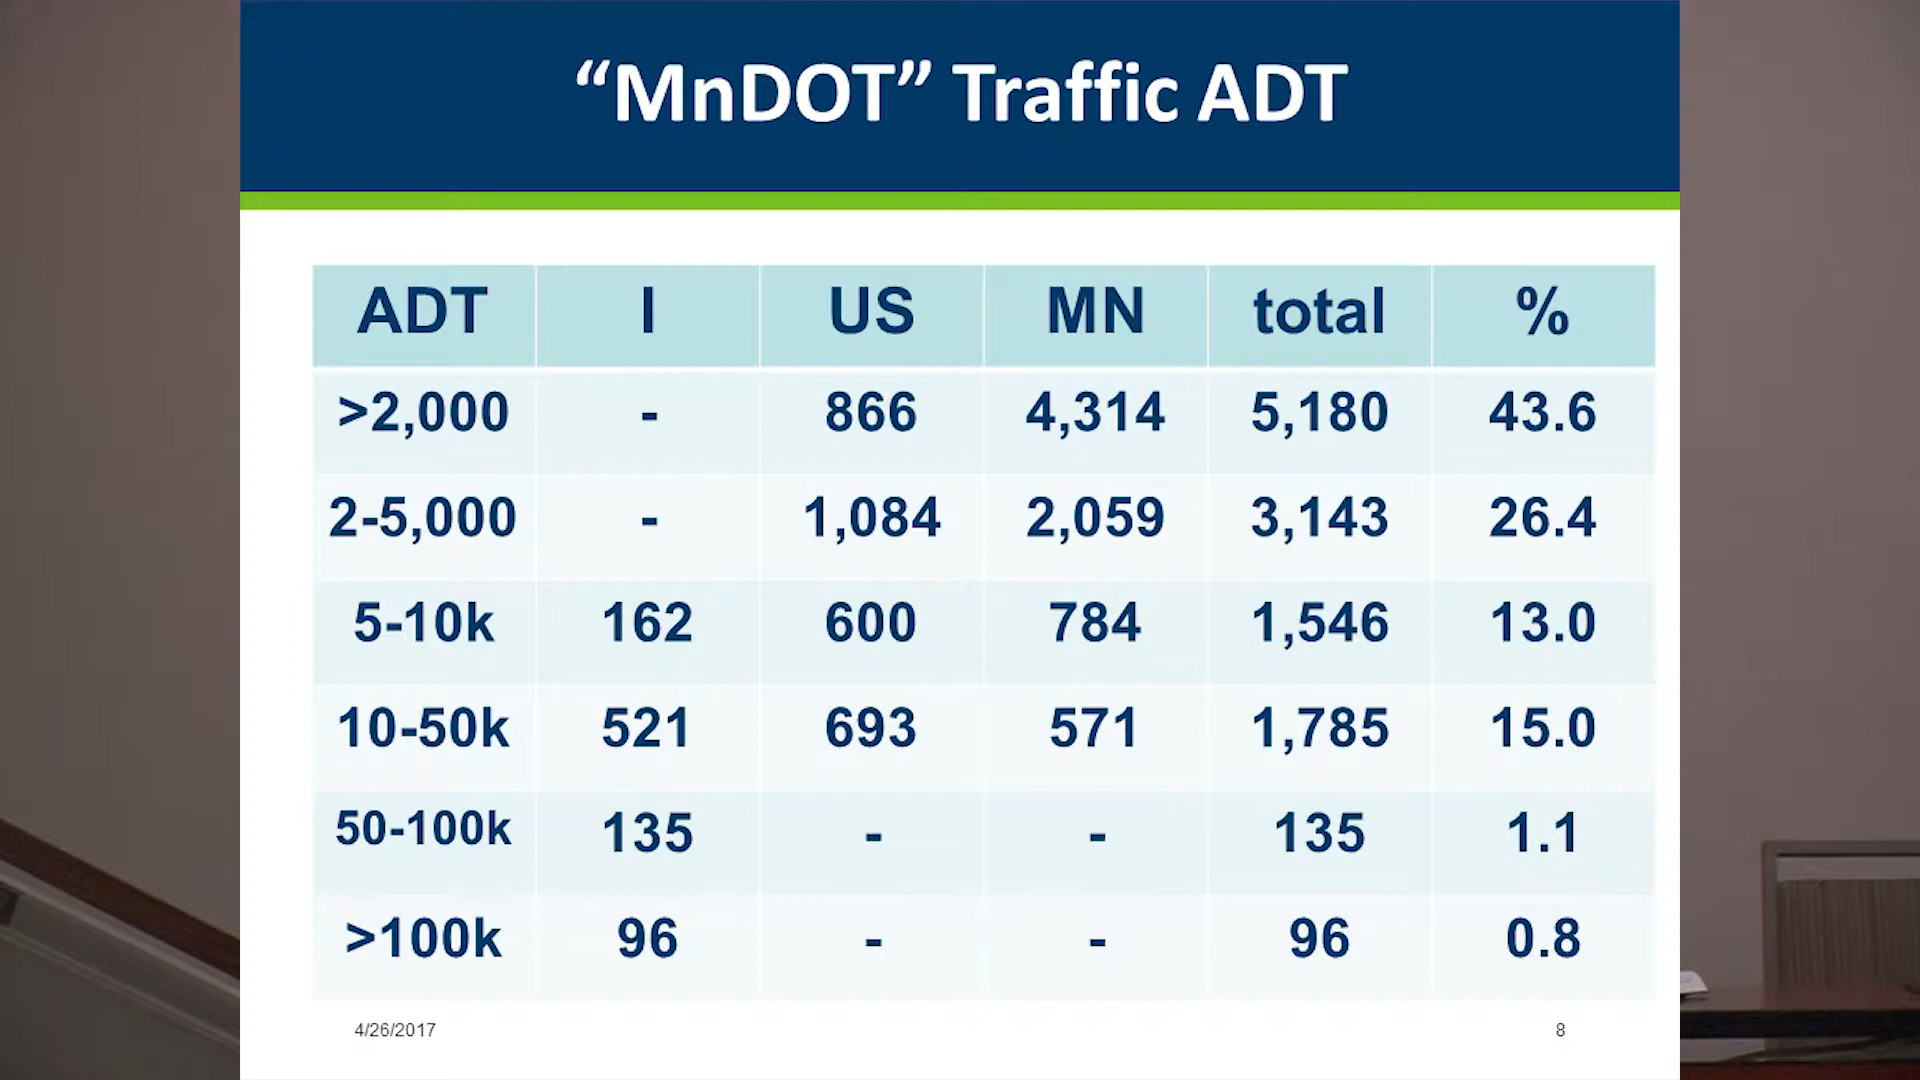 “MnDOT” Traffic ADT
ADT I US MN total %
>2,000 - 866 4,314 5,180 43.6
2-5,000 - 1,084 2,059 3,143 26.4
5-10k 162 600 784 1,546 13.0
10-50k 521 693 571 1,785 15.0
50-100k 135 - - 135 1.1
>100k 96 - - 96 0.8
4/26/2017 8